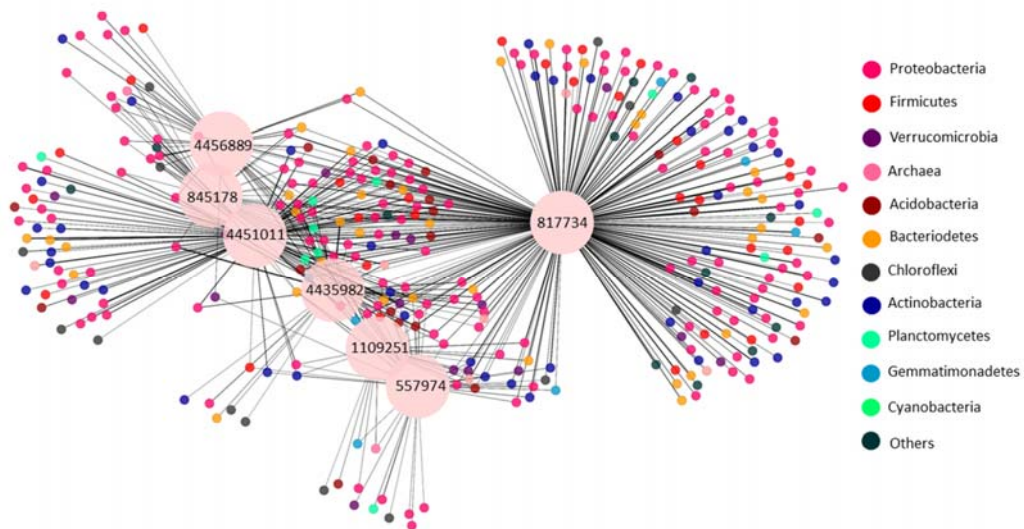 4456889
845178
4451011
817734
4435982
1109251
557974
Proteobacteria
Firmicutes
Verrucomicrobia
Archaea
Acidobacteria
Bacteriodetes
Chloroflexi
Actinobacteria
Planctomycetes
Gemmatimonadetes
Cyanobacteria
Others